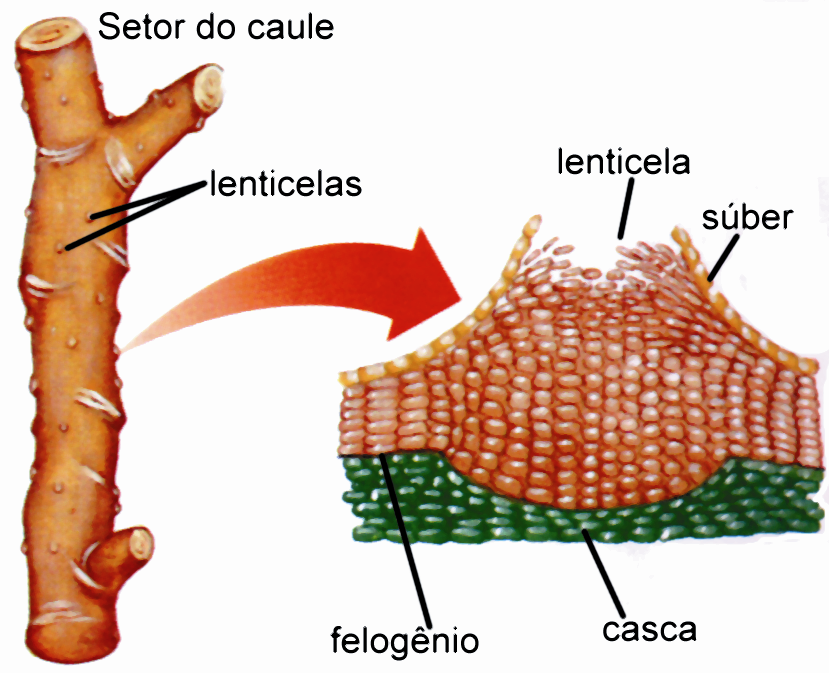 Setor do caule
lenticelas
lenticela
súber
felogênio
casca